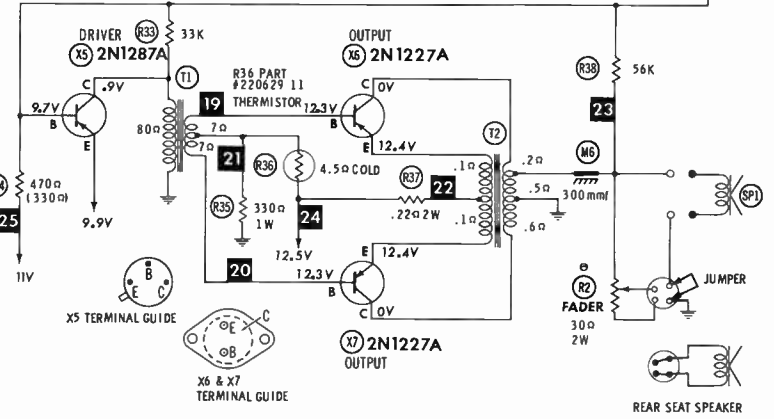 DRIVER
R33
33K
X5 2N1287A
.9V
C
9.7V
B
E
T1
80Ω
470Ω
(330Ω)
25
11V
9.9V
R36 PART
#220629 11
THERMISTOR
19
12.3V
7Ω
7Ω
21
R36
4.5Ω COLD
R35
330Ω
1W
24
12.5V
20
12.3V
OUTPUT
X6 2N1227A
C
0V
B
E
12.4V
R37
22
.22Ω 2W
T2
.1Ω
.1Ω
.2Ω
.5Ω
.6Ω
E
12.4V
B
C
0V
X7 2N1227A
OUTPUT
R38
56K
23
M6
300mmf
SP1
R2
FADER
30Ω
2W
JUMPER
REAR SEAT SPEAKER
B
E
C
X5 TERMINAL GUIDE
E
C
B
X6 & X7
TERMINAL GUIDE